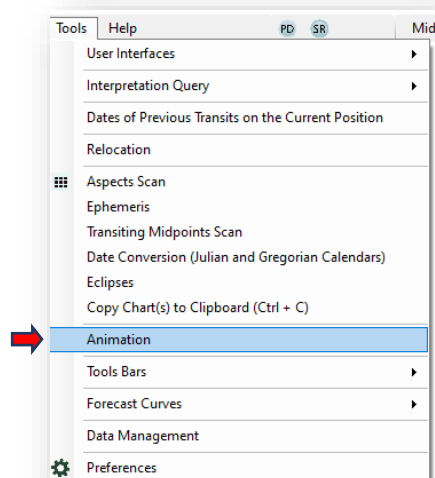 Tools Help PD SR Mid
User Interfaces
Interpretation Query
Dates of Previous Transits on the Current Position
Relocation
Aspects Scan
Ephemeris
Transiting Midpoints Scan
Date Conversion (Julian and Gregorian Calendars)
Eclipses
Copy Chart(s) to Clipboard (Ctrl + C)
Animation
Tools Bars
Forecast Curves
Data Management
Preferences